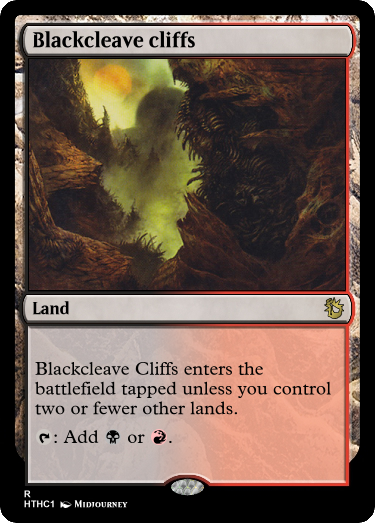 Blackcleave cliffs
Land
Blackcleave Cliffs enters the
battlefield tapped unless you control
two or fewer other lands.
: Add or .
R
HTHC1 Midjourney